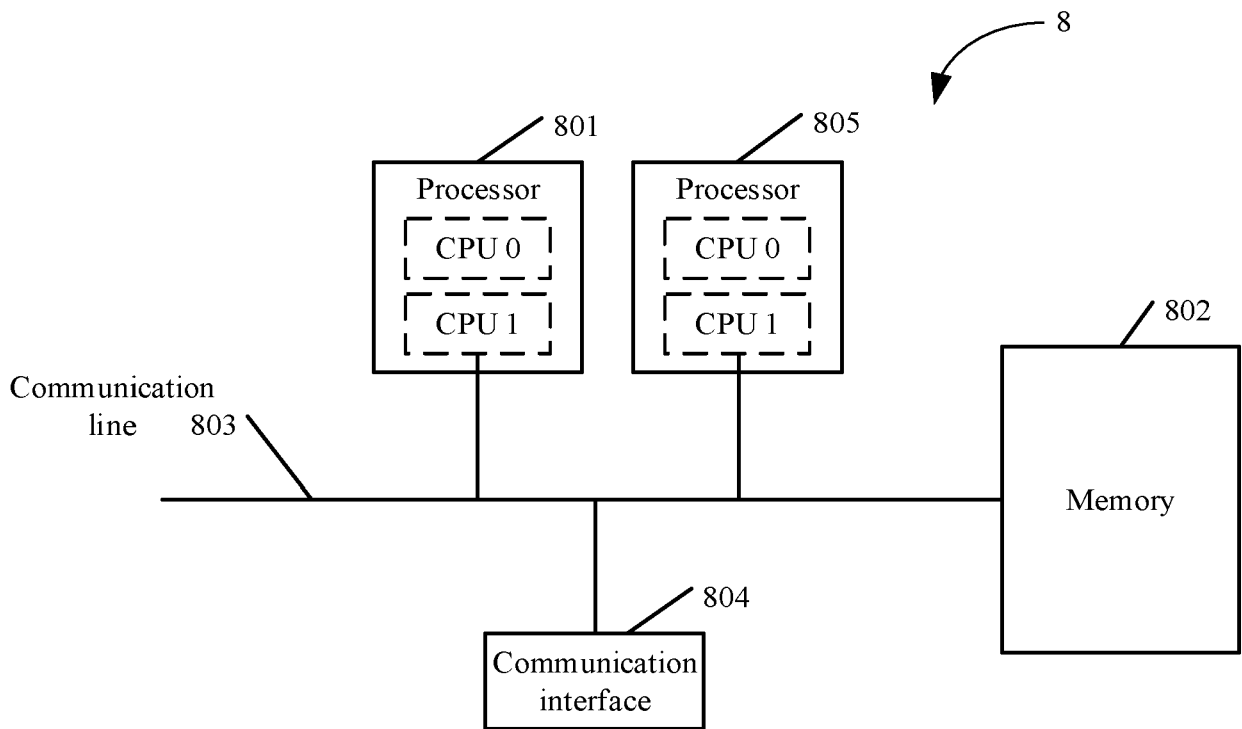 8
801
805
Processor
CPU 0
CPU 1
Processor
CPU 0
CPU 1
802
Memory
Communication
line 803
804
Communication
interface